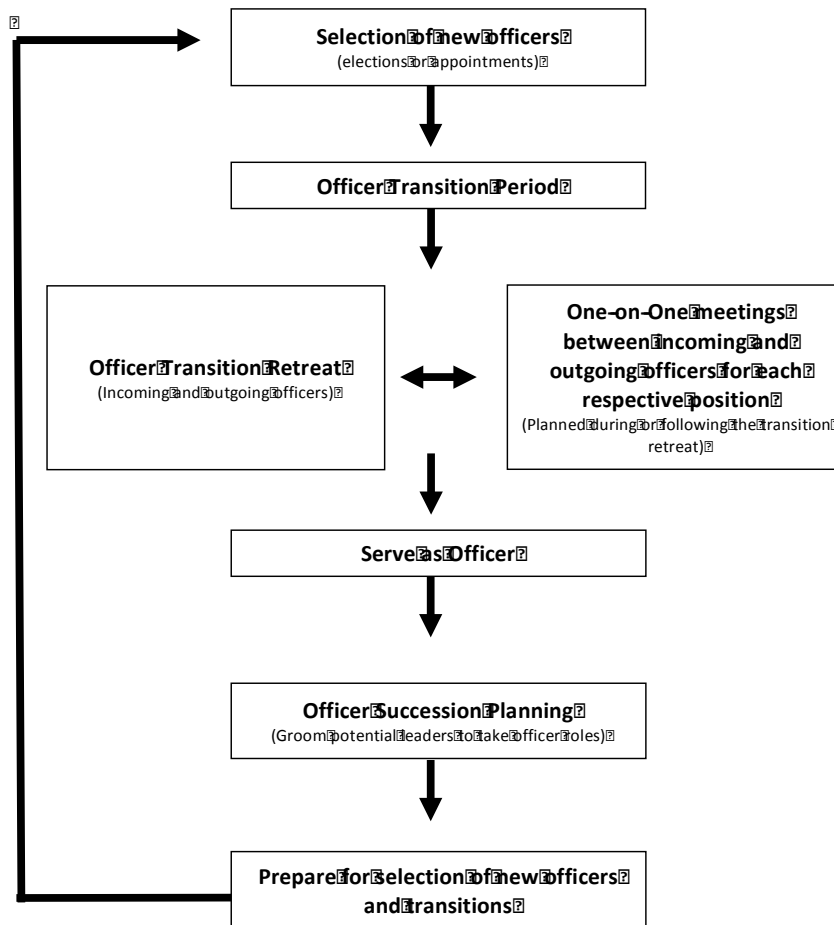 Selection of new officers
(elections or appointments)
Officer Transition Period
Officer Transition Retreat
(Incoming and outgoing officers)
One-on-One meetings
between incoming and
outgoing officers for each
respective position
(Planned during or following the transition
retreat)
Serve as Officer
Officer Succession Planning
(Groom potential leaders to take officer roles)
Prepare for selection of new officers
and transitions